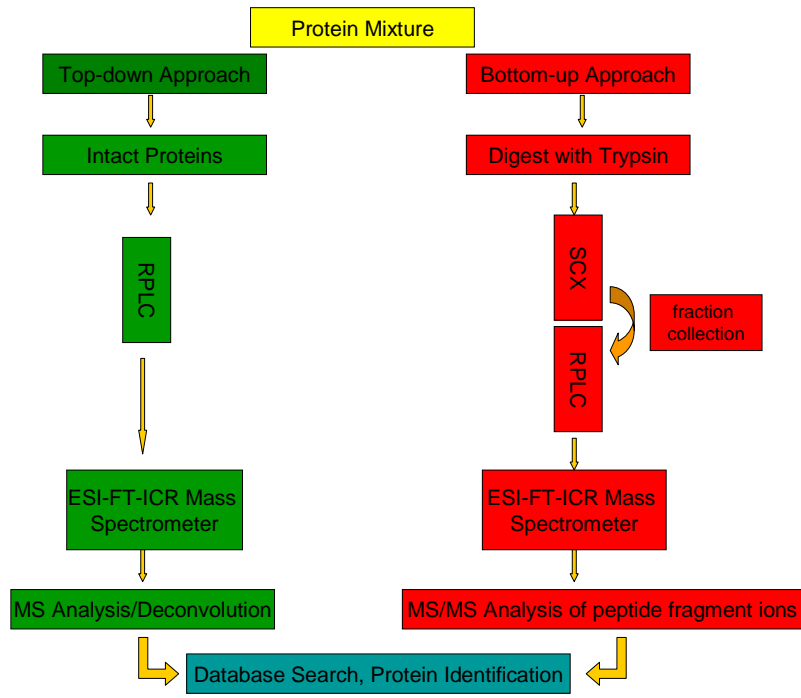 Protein Mixture
Top-down Approach
Intact Proteins
RPLC
ESI-FT-ICR Mass
Spectrometer
MS Analysis/Deconvolution
Bottom-up Approach
Digest with Trypsin
SCX
fraction
collection
RPLC
ESI-FT-ICR Mass
Spectrometer
MS/MS Analysis of peptide fragment ions
Database Search, Protein Identification